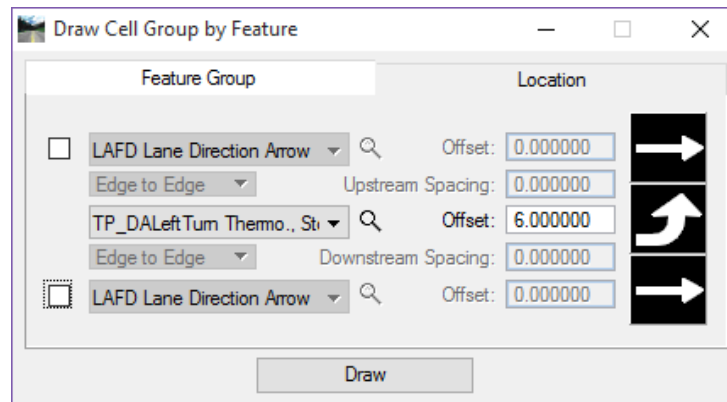 Draw Cell Group by Feature
Feature Group Location
LAFD Lane Direction Arrow Offset: 0.000000
Edge to Edge Upstream Spacing: 0.000000
TP_DALeftTurn Thermo., Offset: 6.000000
Edge to Edge Downstream Spacing: 0.000000
LAFD Lane Direction Arrow Offset: 0.000000
Draw